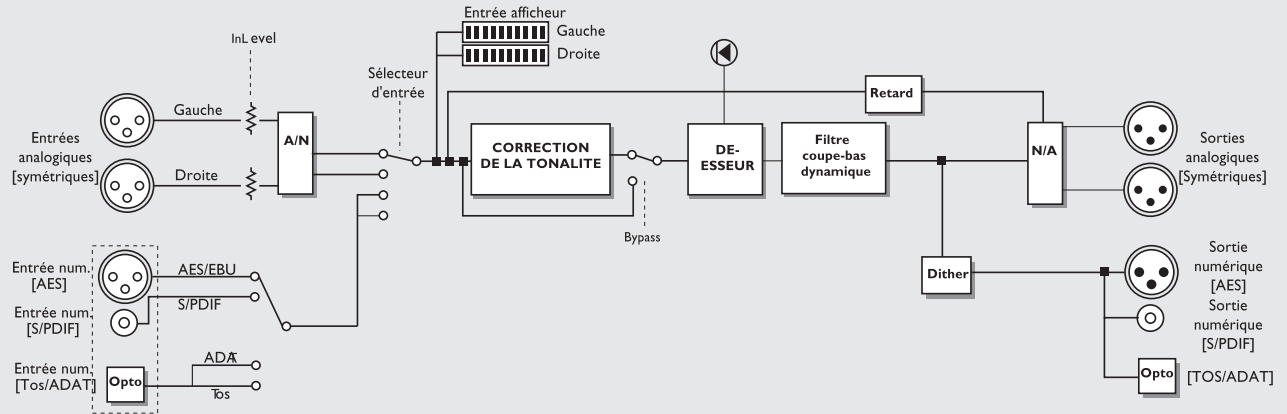 Entrée afficheur
Gauche
Droite
InL evel
Sélecteur
d'entrée
Entrées
analogiques
[symétriques]
Gauche
Droite
A/N
CORRECTION
DE LA TONALITE
DE-
ESSEUR
Filtre
coupe-bas
dynamique
Retard
N/A
Sorties
analogiques
[Symétriques]
Bypass
Entrée num.
[AES]
AES/EBU
S/PDIF
Entrée num.
[S/PDIF]
Entrée num.
[Tos/ADAT]
Opto
ADAT
Tos
Dither
Sortie
numérique
[AES]
Sortie
numérique
[S/PDIF]
Opto
[TOS/ADAT]